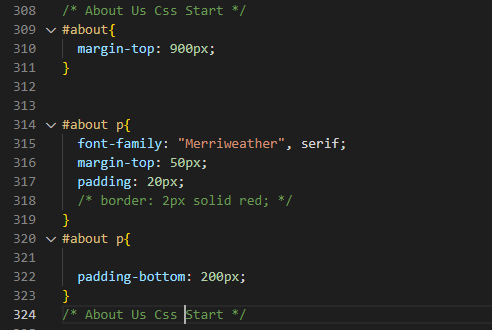 308 /* About Us Css Start */
309 #about{
310 margin-top: 900px;
311 }
312
313
314 #about p{
315 font-family: "Merriweather", serif;
316 margin-top: 50px;
317 padding: 20px;
318 /* border: 2px solid red; */
319 }
320 #about p{
321
322 padding-bottom: 200px;
323 }
324 /* About Us Css Start */